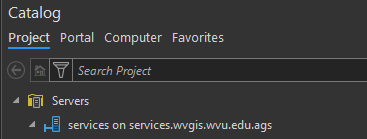 Catalog
Project Portal Computer Favorites
Search Project
Servers
services on services.wvgis.wvu.edu.ags